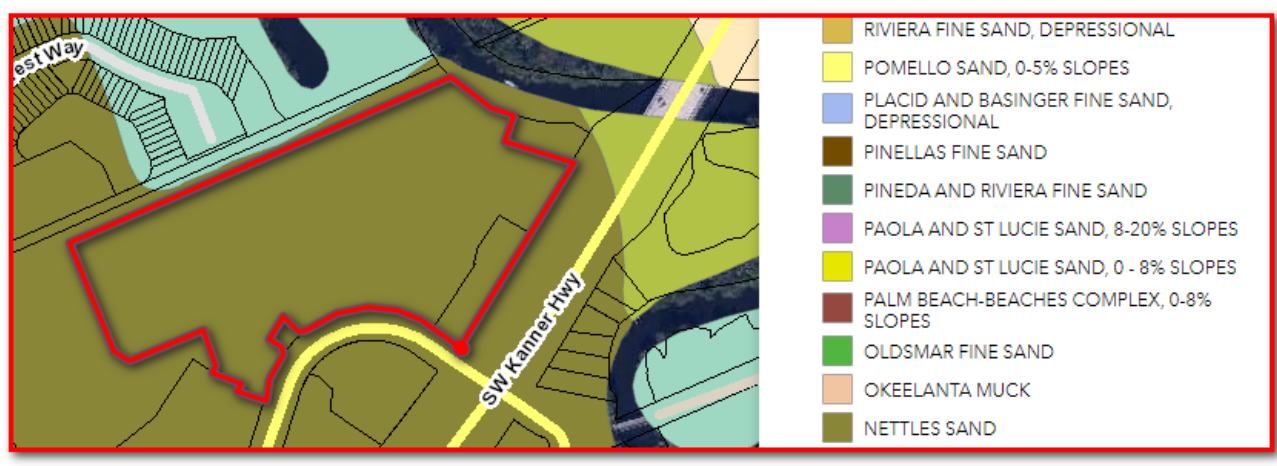 est Way
SW Kanner Hwy
RIVIERA FINE SAND, DEPRESSIONAL
POMELLO SAND, 0-5% SLOPES
PLACID AND BASINGER FINE SAND,
DEPRESSIONAL
PINELLAS FINE SAND
PINEDA AND RIVIERA FINE SAND
PAOLA AND ST LUCIE SAND, 8-20% SLOPES
PAOLA AND ST LUCIE SAND, 0 - 8% SLOPES
PALM BEACH-BEACHES COMPLEX, 0-8%
SLOPES
OLDSMAR FINE SAND
OKEELANTA MUCK
NETTLES SAND